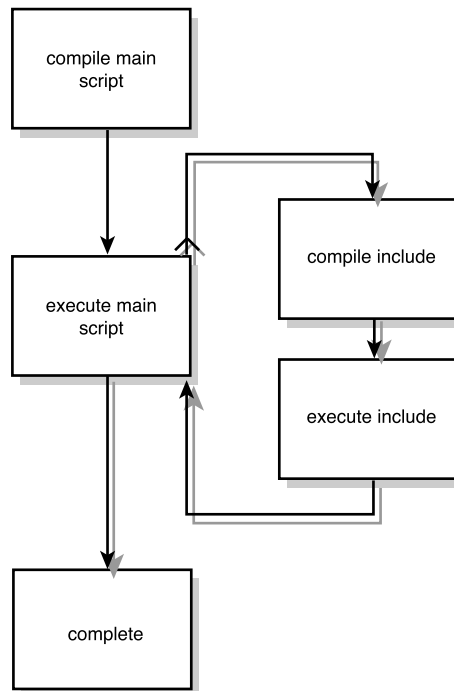 compile main
script
compile include
execute main
script
execute include
complete